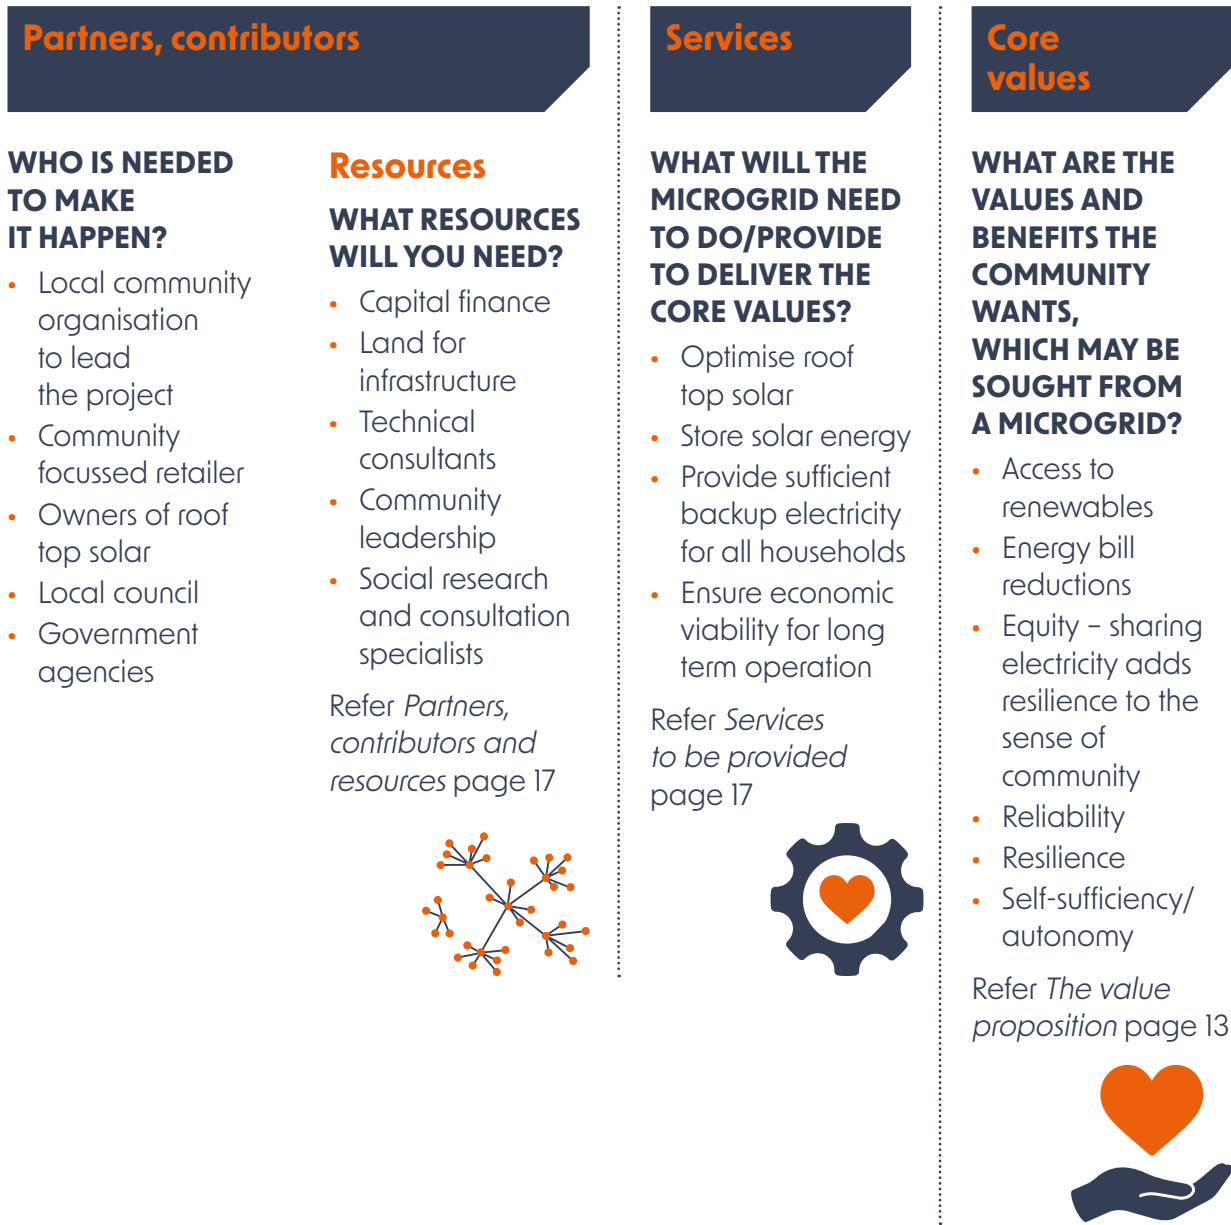 Partners, contributors
WHO IS NEEDED
TO MAKE
IT HAPPEN?
• Local community
organisation
to lead
the project
• Community
focussed retailer
• Owners of roof
top solar
• Local council
• Government
agencies
Resources
WHAT RESOURCES
WILL YOU NEED?
• Capital finance
• Land for
infrastructure
• Technical
consultants
• Community
leadership
• Social research
and consultation
specialists
Refer Partners,
contributors and
resources page 17
Services
WHAT WILL THE
MICROGRID NEED
TO DO/PROVIDE
TO DELIVER THE
CORE VALUES?
• Optimise roof
top solar
• Store solar energy
• Provide sufficient
backup electricity
for all households
• Ensure economic
viability for long
term operation
Refer Services
to be provided
page 17
Core
values
WHAT ARE THE
VALUES AND
BENEFITS THE
COMMUNITY
WANTS,
WHICH MAY BE
SOUGHT FROM
A MICROGRID?
• Access to
renewables
• Energy bill
reductions
• Equity – sharing
electricity adds
resilience to the
sense of
community
• Reliability
• Resilience
• Self-sufficiency/
autonomy
Refer The value
proposition page 13